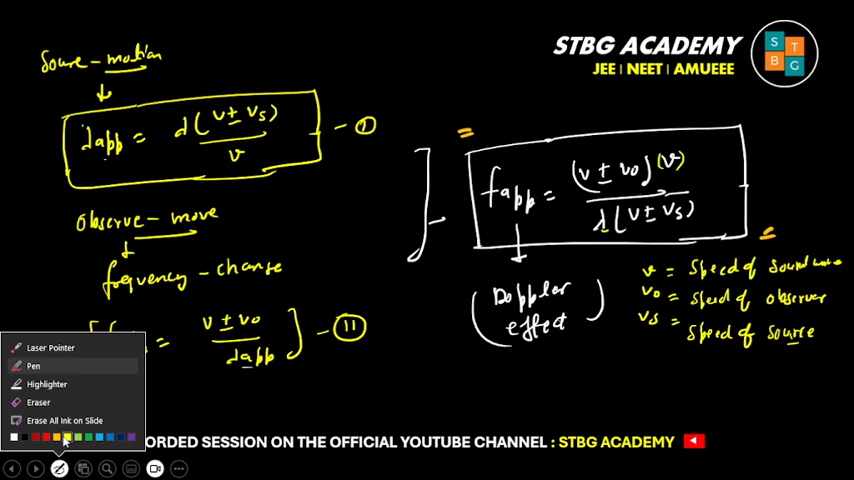 STBG ACADEMY
JEE | NEET | AMUEEE
S T
B G
Soure - motion
↓
λapp = λ(v ± vs) / v - ①
observe - move
↓
frequency - change
= v ± vo / λapp ] - ⑪
fapp = (v ± vo)(v) / λ(v ± vs)
↓
(Doppler
effect)
v = speed of sound wave
vo = speed of observer
vs = speed of source
Laser Pointer
Pen
Highlighter
Eraser
Erase All Ink on Slide
ORDED SESSION ON THE OFFICIAL YOUTUBE CHANNEL : STBG ACADEMY